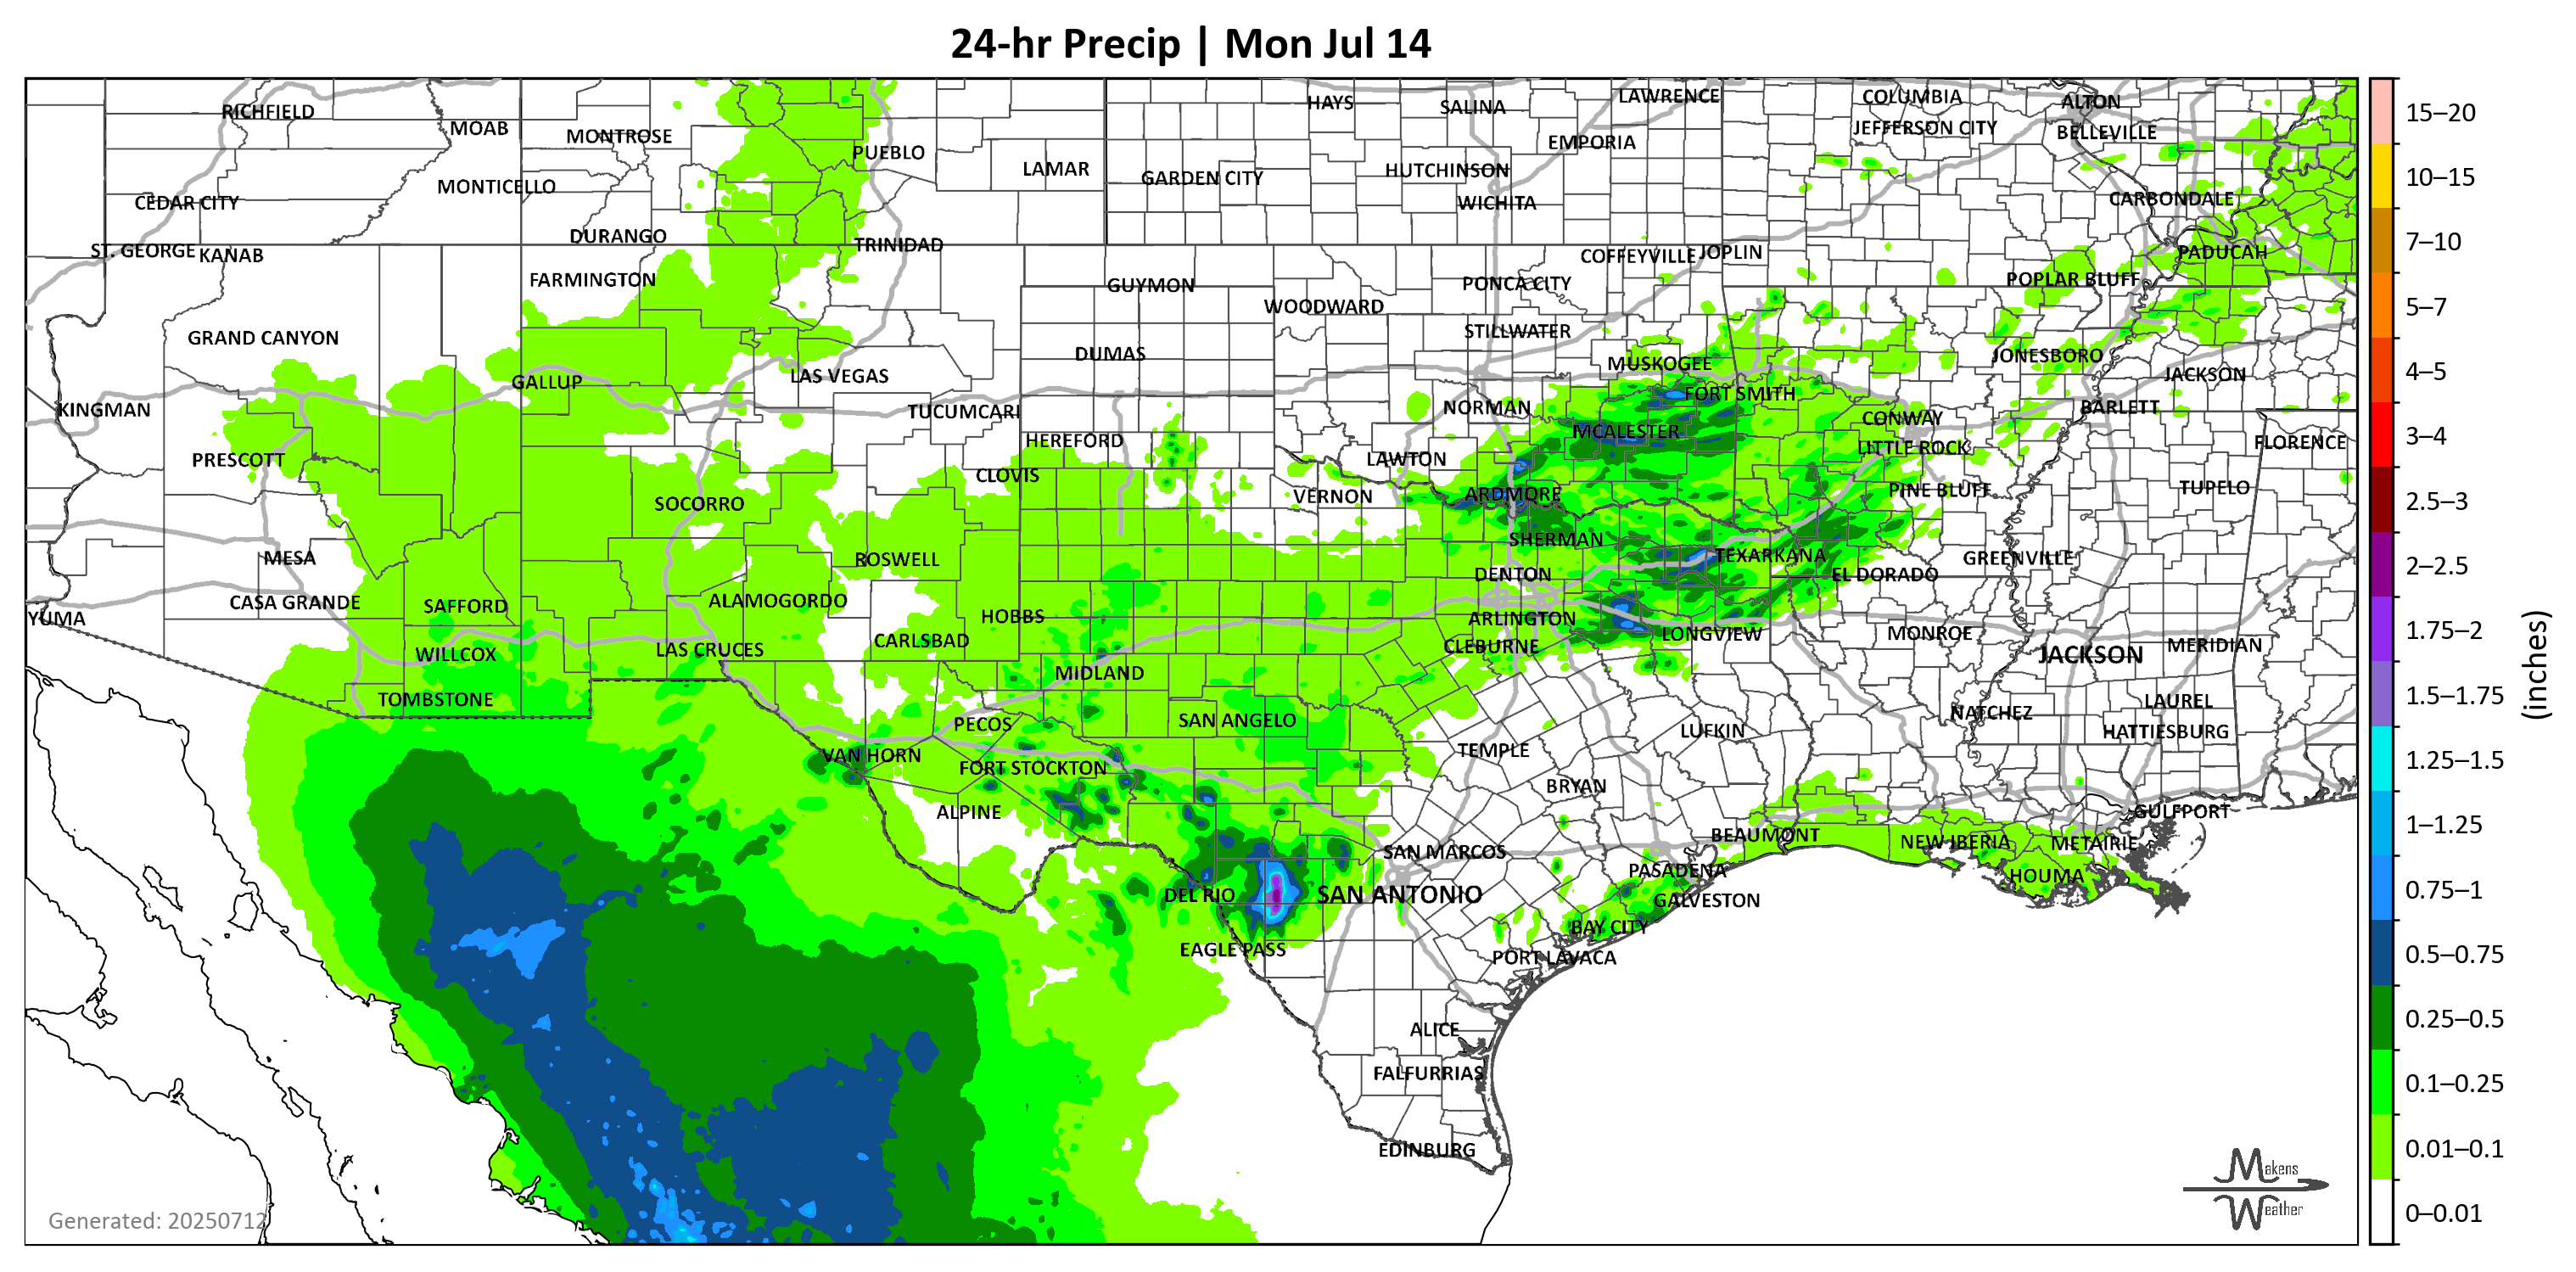 24-hr Precip | Mon Jul 14
RICHFIELD
MOAB
MONTROSE
PUEBLO
LAMAR
HAYS
SALINA
LAWRENCE
COLUMBIA
ALTON
JEFFERSON CITY
BELLEVILLE
EMPORIA
HUTCHINSON
GARDEN CITY
WICHITA
MONTICELLO
CEDAR CITY
CARBONDALE
DURANGO
TRINIDAD
ST. GEORGE
KANAB
COFFEYVILLE
JOPLIN
PADUCAH
FARMINGTON
GUYMON
PONCA CITY
POPLAR BLUFF
WOODWARD
GRAND CANYON
STILLWATER
DUMAS
MUSKOGEE
JONESBORO
GALLUP
LAS VEGAS
JACKSON
FORT SMITH
KINGMAN
TUCUMCARI
NORMAN
CONWAY
BARLETT
MCALESTER
HEREFORD
FLORENCE
LITTLE ROCK
PRESCOTT
LAWTON
CLOVIS
TUPELO
PINE BLUFF
VERNON
ARDMORE
SOCORRO
SHERMAN
MESA
ROSWELL
TEXARKANA
GREENVILLE
DENTON
EL DORADO
CASA GRANDE
SAFFORD
ALAMOGORDO
HOBBS
YUMA
ARLINGTON
LONGVIEW
MONROE
CARLSBAD
CLEBURNE
MERIDIAN
WILLCOX
LAS CRUCES
JACKSON
MIDLAND
TOMBSTONE
LAUREL
NATCHEZ
PECOS
SAN ANGELO
LUFKIN
HATTIESBURG
VAN HORN
TEMPLE
FORT STOCKTON
BRYAN
ALPINE
GULFPORT
BEAUMONT
NEW IBERIA
METAIRIE
SAN MARCOS
PASADENA
HOUMA
DEL RIO
SAN ANTONIO
GALVESTON
BAY CITY
EAGLE PASS
PORT LAVACA
ALICE
FALFURRIAS
EDINBURG
Generated: 20250712
Makens
Weather
15–20
10–15
7–10
5–7
4–5
3–4
2.5–3
2–2.5
1.75–2
1.5–1.75
1.25–1.5
1–1.25
0.75–1
0.5–0.75
0.25–0.5
0.1–0.25
0.01–0.1
0–0.01
(inches)